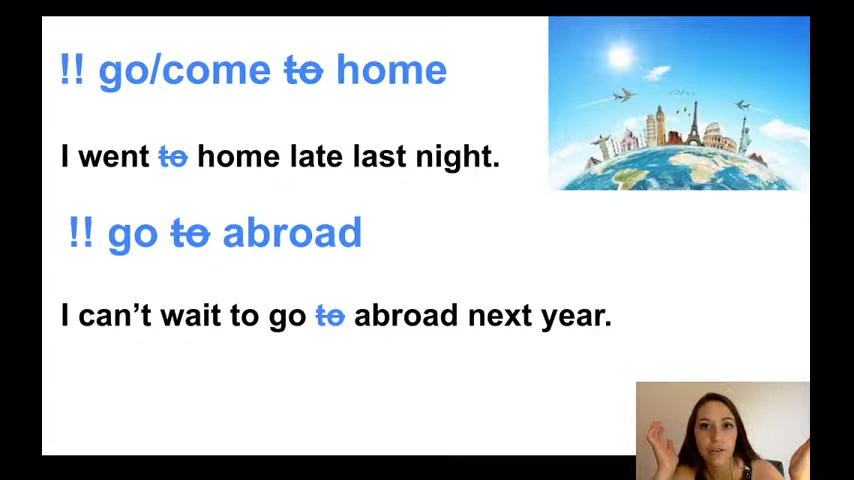 !! go/come to home
I went to home late last night.
!! go to abroad
I can't wait to go to abroad next year.